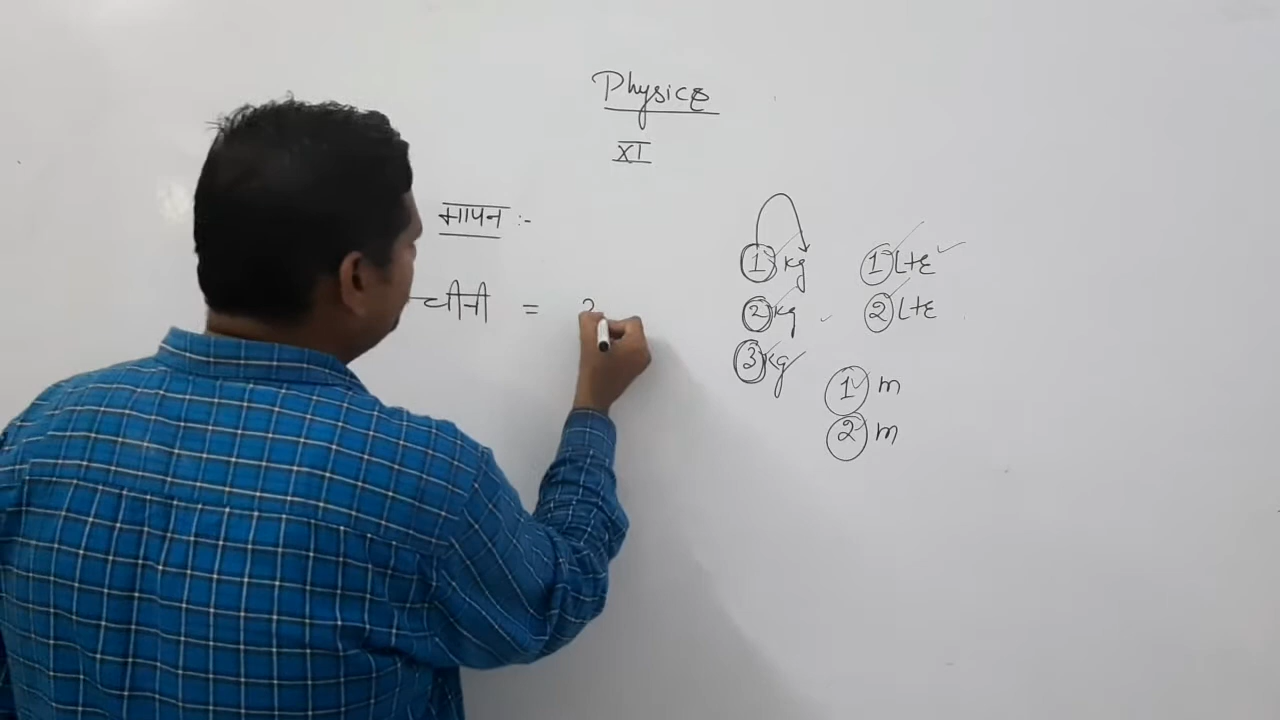 Physics
XI
मापन :-
चीनी =
1 kg
2 kg
3 kg
1 Ltr
2 Ltr
1 m
2 m